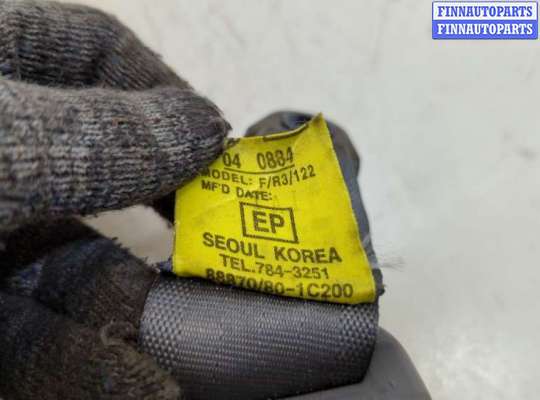 FINNAUTOPARTS
FINNAUTOPARTS
04 0884
MODEL: F/R3/122
MF'D DATE:
EP
SEOUL KOREA
TEL.784-3251
88870/80-1C200